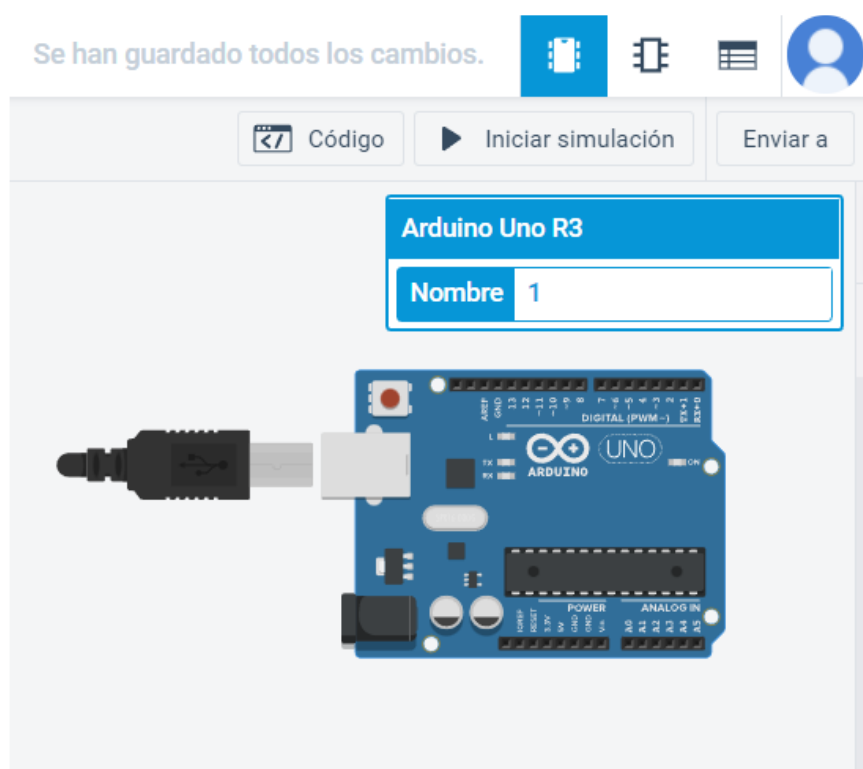 Se han guardado todos los cambios.
Código
Iniciar simulación
Enviar a
Arduino Uno R3
Nombre 1
AREF
GND
13
12
~11
~10
~9
8
7
~6
~5
4
~3
2
TX→1
RX←0
DIGITAL (PWM~)
L
TX
RX
UNO
ON
ARDUINO
POWER
ANALOG IN
IOREF
RESET
3.3V
5V
GND
GND
Vin
A0
A1
A2
A3
A4
A5